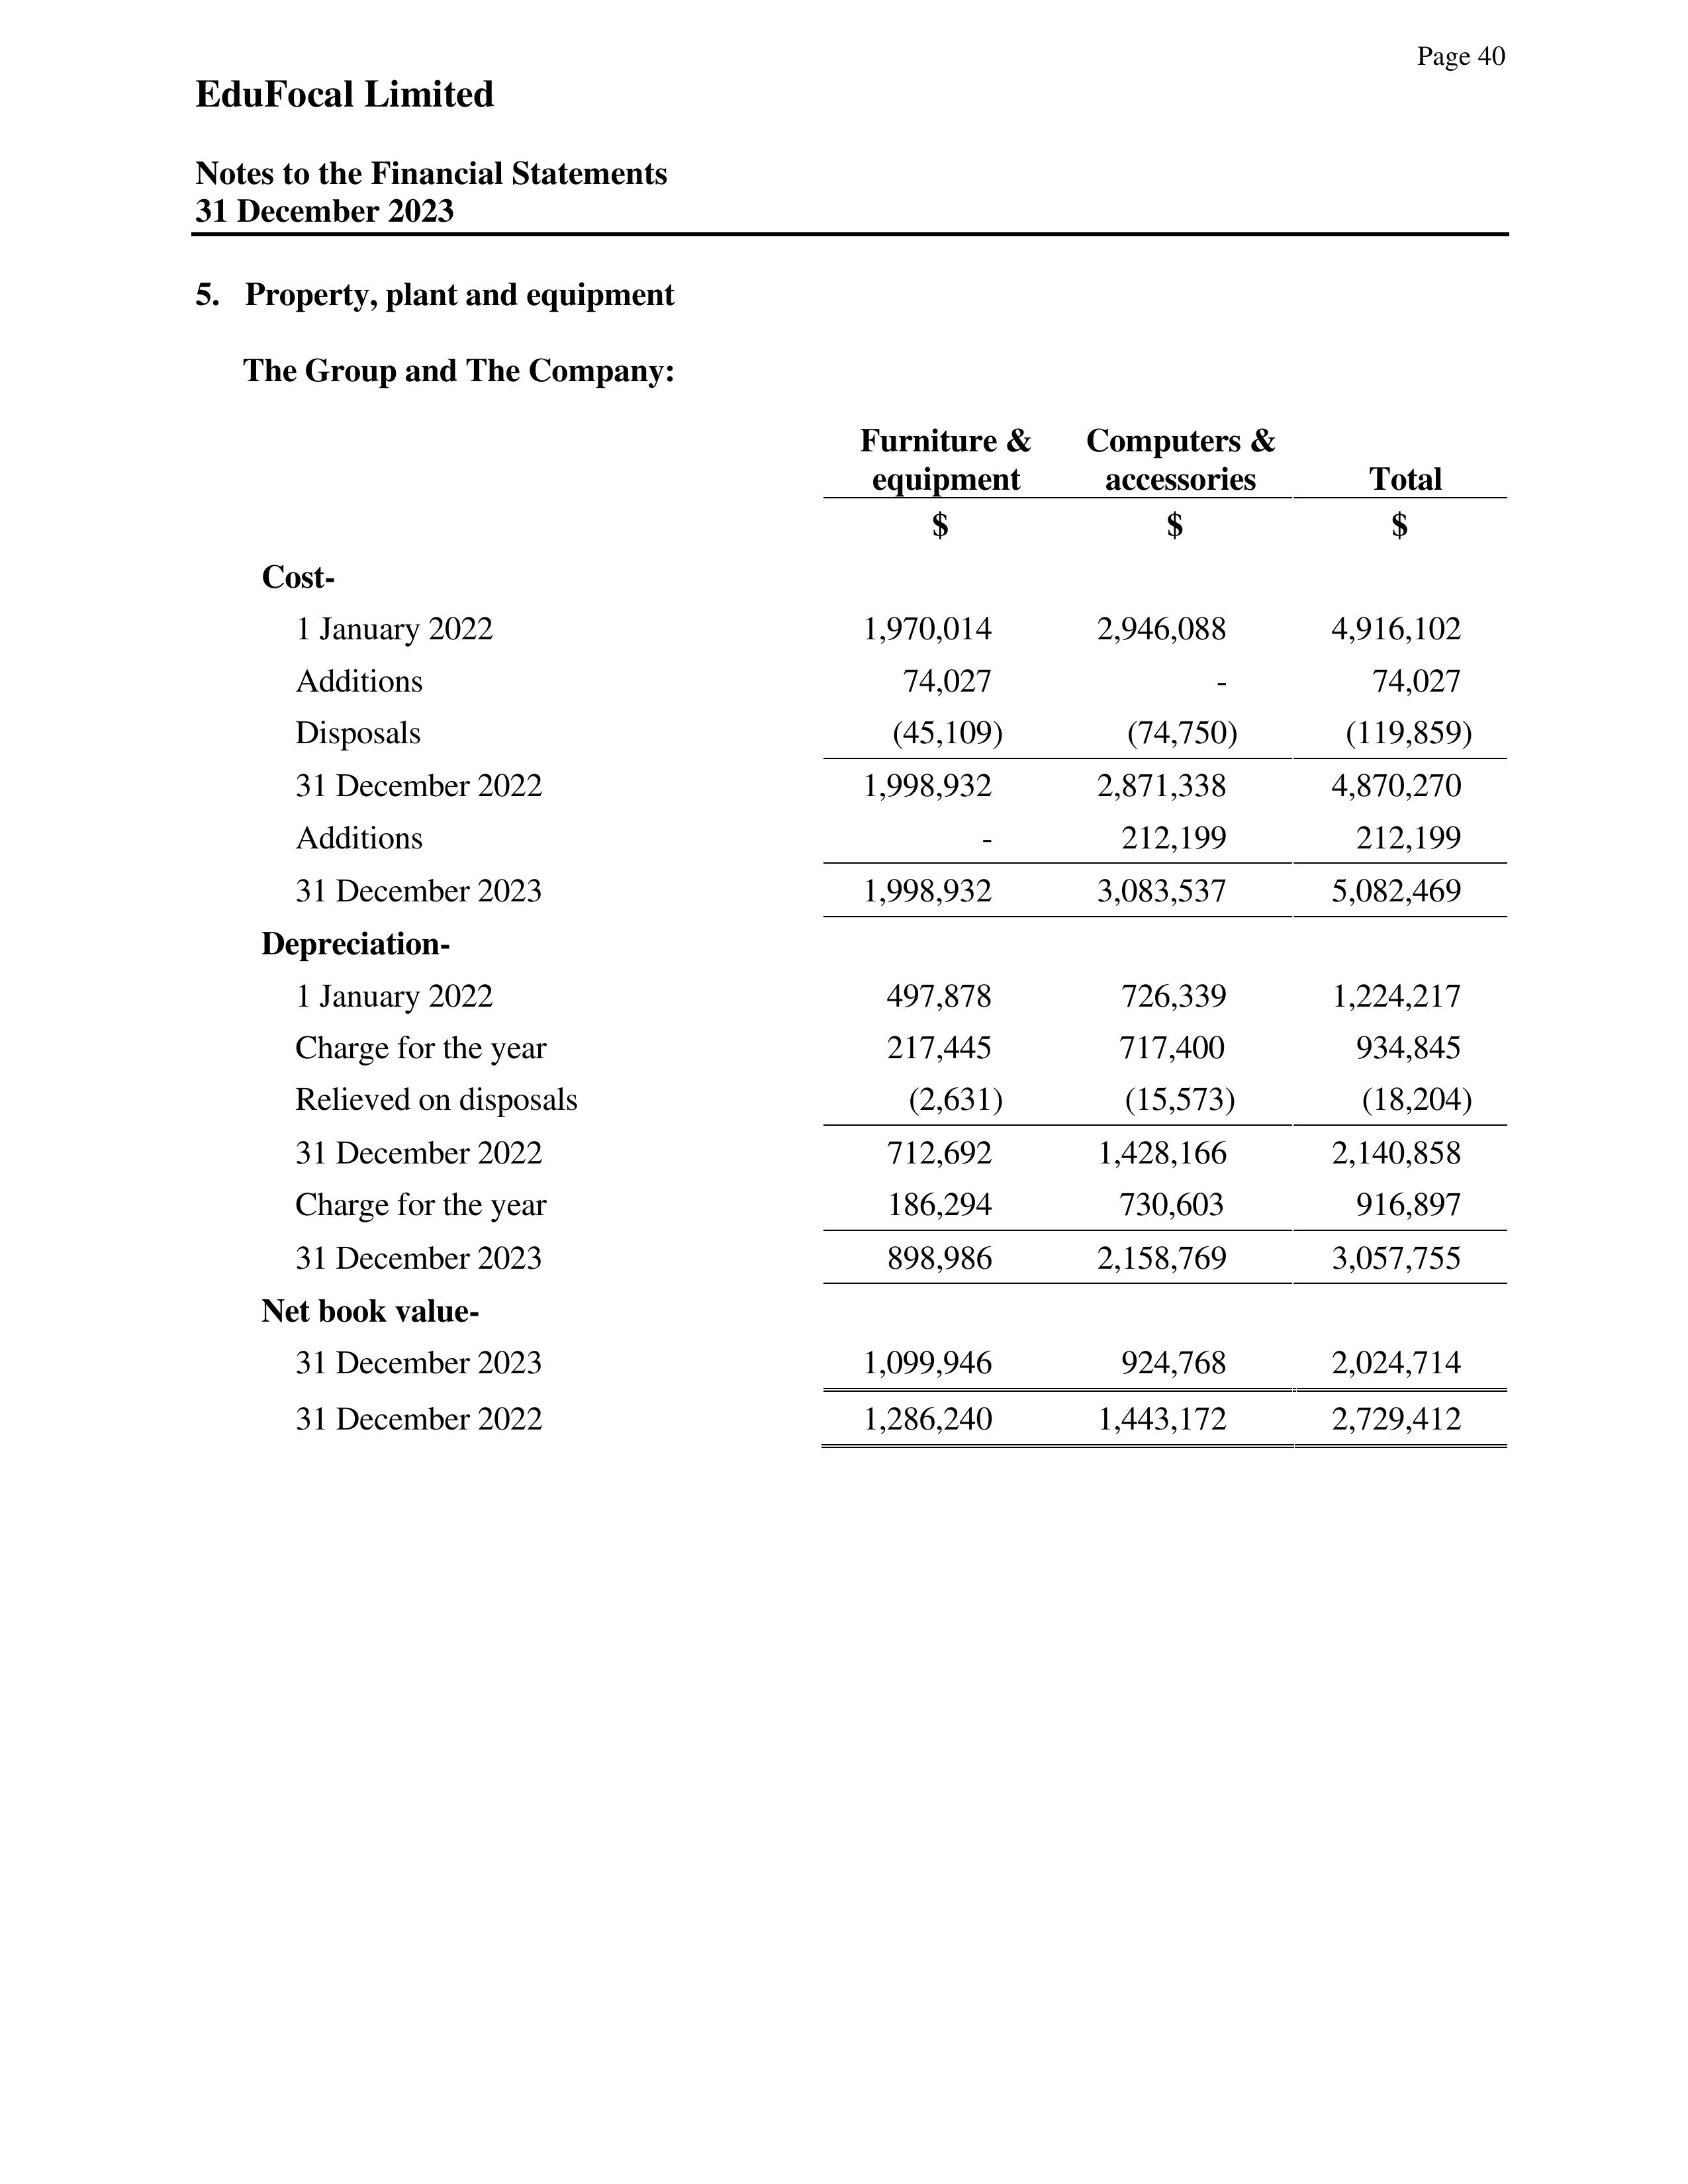 Page 40
EduFocal Limited
Notes to the Financial Statements
31 December 2023
5. Property, plant and equipment
The Group and The Company:
Furniture & Computers &
equipment accessories Total
$ $ $
Cost-
1 January 2022 1,970,014 2,946,088 4,916,102
Additions 74,027 - 74,027
Disposals (45,109) (74,750) (119,859)
31 December 2022 1,998,932 2,871,338 4,870,270
Additions - 212,199 212,199
31 December 2023 1,998,932 3,083,537 5,082,469
Depreciation-
1 January 2022 497,878 726,339 1,224,217
Charge for the year 217,445 717,400 934,845
Relieved on disposals (2,631) (15,573) (18,204)
31 December 2022 712,692 1,428,166 2,140,858
Charge for the year 186,294 730,603 916,897
31 December 2023 898,986 2,158,769 3,057,755
Net book value-
31 December 2023 1,099,946 924,768 2,024,714
31 December 2022 1,286,240 1,443,172 2,729,412